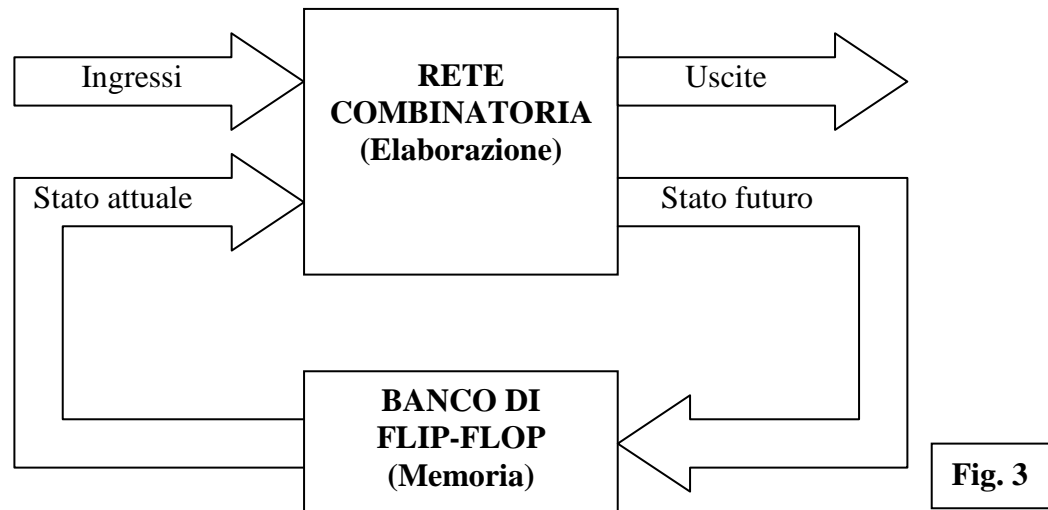 Ingressi
RETE
COMBINATORIA
(Elaborazione)
Uscite
Stato attuale
Stato futuro
BANCO DI
FLIP-FLOP
(Memoria)
Fig. 3